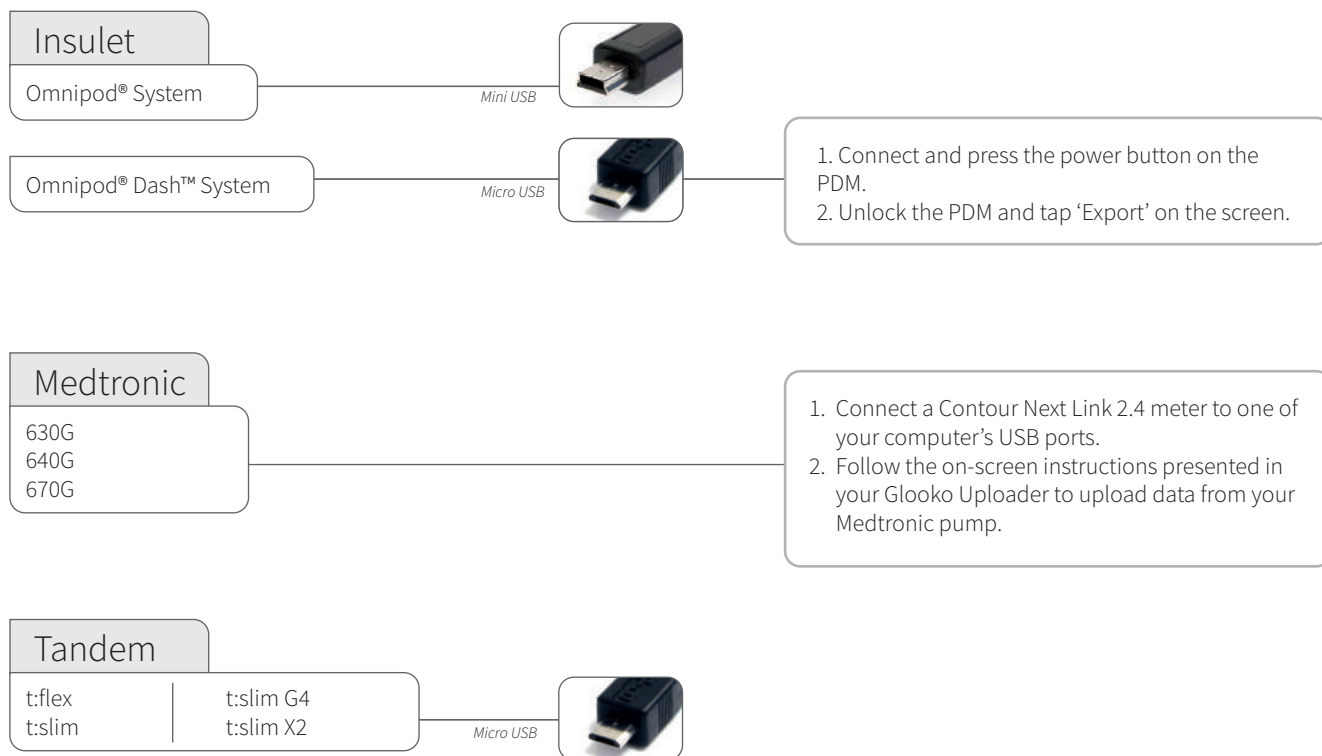 Insulet
Omnipod® System
Mini USB
Omnipod® Dash™ System
Micro USB
1. Connect and press the power button on the
PDM.
2. Unlock the PDM and tap ‘Export’ on the screen.
Medtronic
630G
640G
670G
1. Connect a Contour Next Link 2.4 meter to one of
your computer’s USB ports.
2. Follow the on-screen instructions presented in
your Glooko Uploader to upload data from your
Medtronic pump.
Tandem
t:flex
t:slim
t:slim G4
t:slim X2
Micro USB